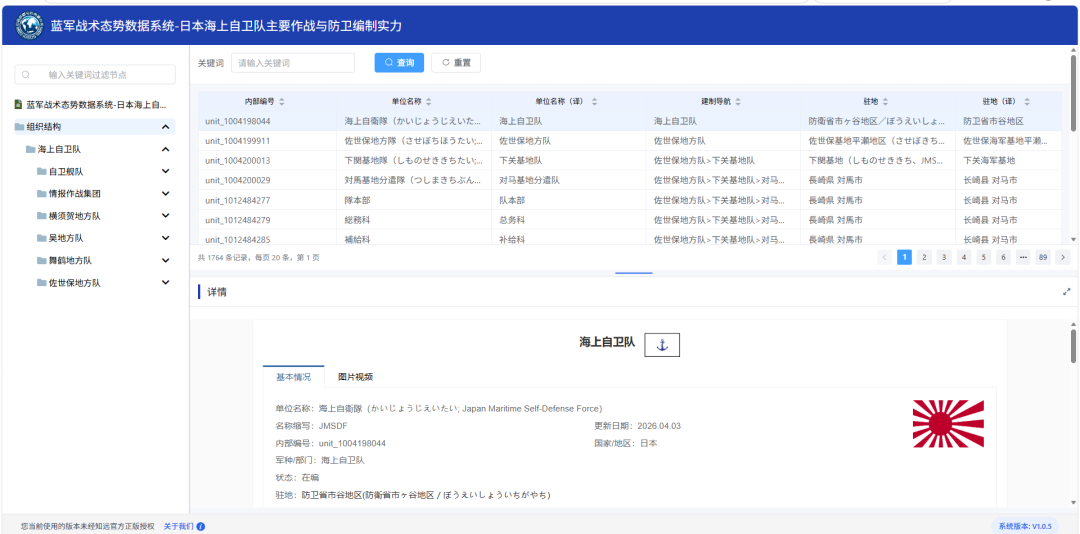 蓝军战术态势数据系统-日本海上自卫队主要作战与防卫编制实力
输入关键词过滤节点
蓝军战术态势数据系统-日本海上自...
组织结构
海上自卫队
自卫舰队
情报作战集团
横须贺地方队
吴地方队
舞鹤地方队
佐世保地方队
关键词 请输入关键词 查询 重置
内部编号 单位名称 单位名称（译） 建制导航 驻地 驻地（译）
unit_1004198044 海上自衛隊（かいじょうじえいた... 海上自卫队 海上自卫队 防衛省市ヶ谷地区／ぼうえいしょ... 防卫省市谷地区
unit_1004199911 佐世保地方隊（させぼちほうたい;... 佐世保地方队 佐世保地方队 佐世保基地平瀬地区（させぼきち... 佐世保海军基地平濑...
unit_1004200013 下関基地隊（しものせききちたい;... 下关基地队 佐世保地方队>下关基地队 下関基地（しものせききち、JMS... 下关海军基地
unit_1004200029 対馬基地分遣隊（つしまきちぶん... 对马基地分遣队 佐世保地方队>下关基地队>对马... 長崎県 対馬市 长崎县 对马市
unit_1012484277 隊本部 队本部 佐世保地方队>下关基地队>对马... 長崎県 対馬市 长崎县 对马市
unit_1012484279 総務科 总务科 佐世保地方队>下关基地队>对马... 長崎県 対馬市 长崎县 对马市
unit_1012484285 補給科 补给科 佐世保地方队>下关基地队>对马... 長崎県 対馬市 长崎县 对马市
共 1764 条记录，每页 20 条，第 1 页 1 2 3 4 5 6 ... 89
详情
海上自卫队
基本情况 图片视频
单位名称：海上自衛隊（かいじょうじえいたい; Japan Maritime Self-Defense Force）
名称缩写：JMSDF 更新日期：2026.04.03
内部编号：unit_1004198044 国家/地区：日本
军种/部门：海上自卫队
状态：在编
驻地：防卫省市谷地区(防衛省市ヶ谷地区 / ぼうえいしょういちがやち)
您当前使用的版本未经知远官方正版授权 关于我们 系统版本: V1.0.5